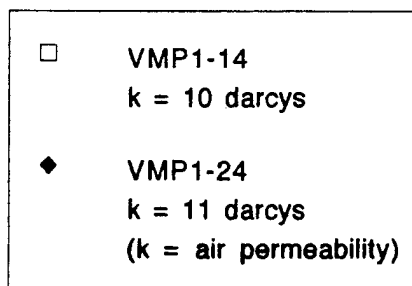 VMP1-14
k = 10 darcys
VMP1-24
k = 11 darcys
(k = air permeability)